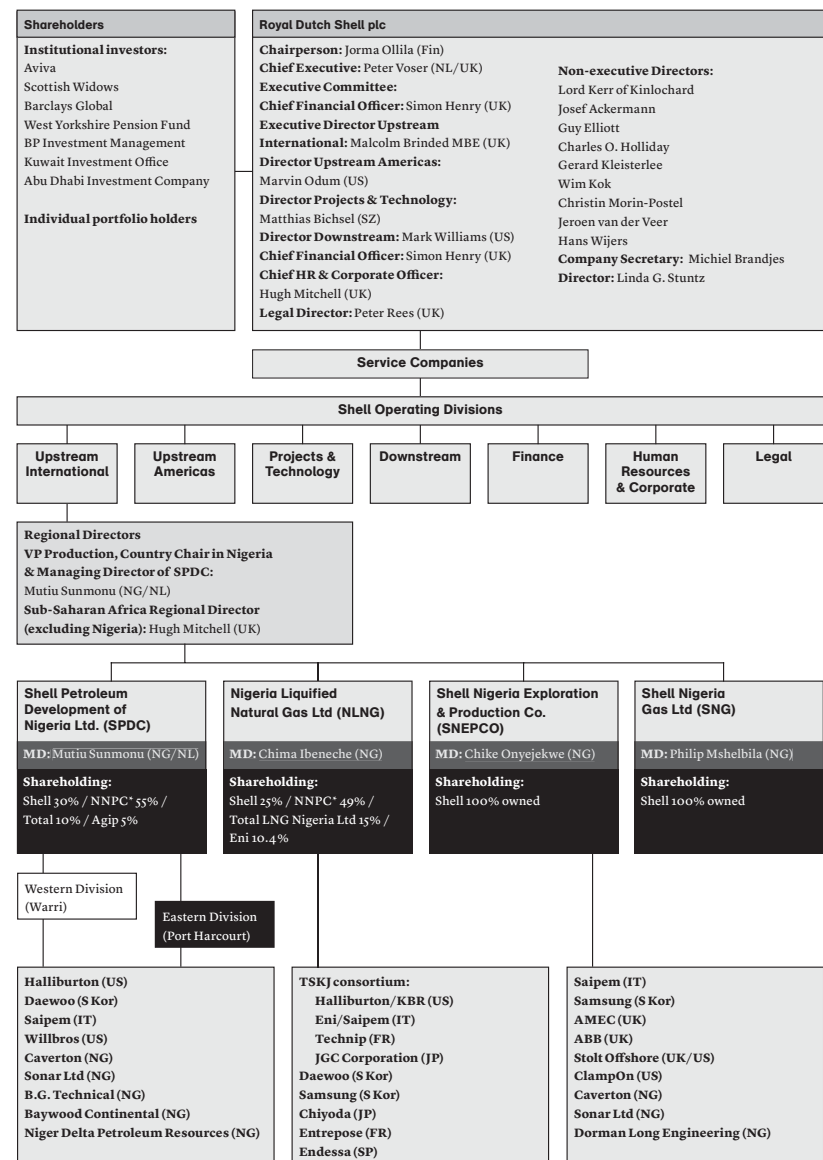 Shareholders
Institutional investors:
Aviva
Scottish Widows
Barclays Global
West Yorkshire Pension Fund
BP Investment Management
Kuwait Investment Office
Abu Dhabi Investment Company
Individual portfolio holders
Royal Dutch Shell plc
Chairperson: Jorma Ollila (Fin)
Chief Executive: Peter Voser (NL/UK)
Executive Committee:
Chief Financial Officer: Simon Henry (UK)
Executive Director Upstream
International: Malcolm Brinded MBE (UK)
Director Upstream Americas:
Marvin Odum (US)
Director Projects & Technology:
Matthias Bichsel (SZ)
Director Downstream: Mark Williams (US)
Chief Financial Officer: Simon Henry (UK)
Chief HR & Corporate Officer:
Hugh Mitchell (UK)
Legal Director: Peter Rees (UK)
Non-executive Directors:
Lord Kerr of Kinlochard
Josef Ackermann
Guy Elliott
Charles O. Holliday
Gerard Kleisterlee
Wim Kok
Christin Morin-Postel
Jeroen van der Veer
Hans Wijers
Company Secretary: Michiel Brandjes
Director: Linda G. Stuntz
Service Companies
Shell Operating Divisions
Upstream
International
Upstream
Americas
Projects &
Technology
Downstream
Finance
Human
Resources
& Corporate
Legal
Regional Directors
VP Production, Country Chair in Nigeria
& Managing Director of SPDC:
Mutiu Sunmonu (NG/NL)
Sub-Saharan Africa Regional Director
(excluding Nigeria): Hugh Mitchell (UK)
Shell Petroleum
Development of
Nigeria Ltd. (SPDC)
MD: Mutiu Sunmonu (NG/NL)
Shareholding:
Shell 30% / NNPC* 55% /
Total 10% / Agip 5%
Nigeria Liquified
Natural Gas Ltd (NLNG)
MD: Chima Ibeneche (NG)
Shareholding:
Shell 25% / NNPC* 49% /
Total LNG Nigeria Ltd 15% /
Eni 10.4%
Shell Nigeria Exploration
& Production Co.
(SNEPCO)
MD: Chike Onyejekwe (NG)
Shareholding:
Shell 100% owned
Shell Nigeria
Gas Ltd (SNG)
MD: Philip Mshelbila (NG)
Shareholding:
Shell 100% owned
Western Division
(Warri)
Eastern Division
(Port Harcourt)
Halliburton (US)
Daewoo (S Kor)
Saipem (IT)
Willbros (US)
Caverton (NG)
Sonar Ltd (NG)
B.G. Technical (NG)
Baywood Continental (NG)
Niger Delta Petroleum Resources (NG)
TSKJ consortium:
Halliburton/KBR (US)
Eni/Saipem (IT)
Technip (FR)
JGC Corporation (JP)
Daewoo (S Kor)
Samsung (S Kor)
Chiyoda (JP)
Entrepose (FR)
Endessa (SP)
Saipem (IT)
Samsung (S Kor)
AMEC (UK)
ABB (UK)
Stolt Offshore (UK/US)
ClampOn (US)
Caverton (NG)
Sonar Ltd (NG)
Dorman Long Engineering (NG)